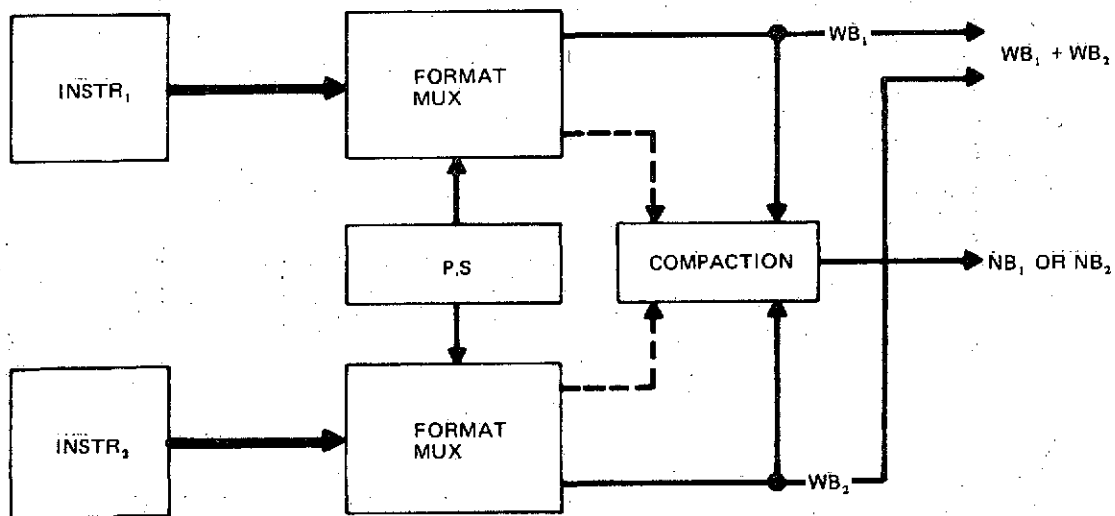 INSTR₁
FORMAT
MUX
WB₁
WB₁ + WB₂
P.S
COMPACTION
NB₁ OR NB₂
INSTR₂
FORMAT
MUX
WB₂